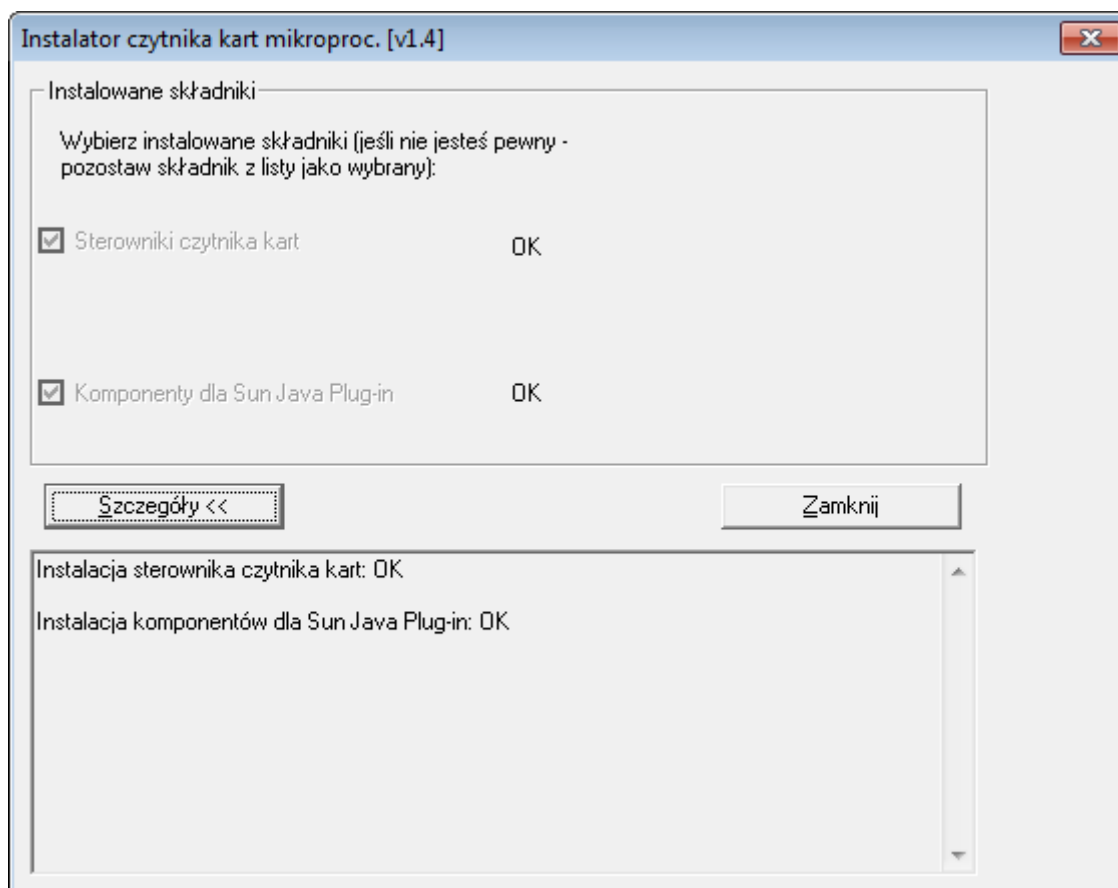 Instalator czytnika kart mikroproc. [v1.4]
Instalowane składniki
Wybierz instalowane składniki (jeśli nie jesteś pewny -
pozostaw składnik z listy jako wybrany):
Sterowniki czytnika kart OK
Komponenty dla Sun Java Plug-in OK
Szczegóły << Zamknij
Instalacja sterownika czytnika kart: OK
Instalacja komponentów dla Sun Java Plug-in: OK